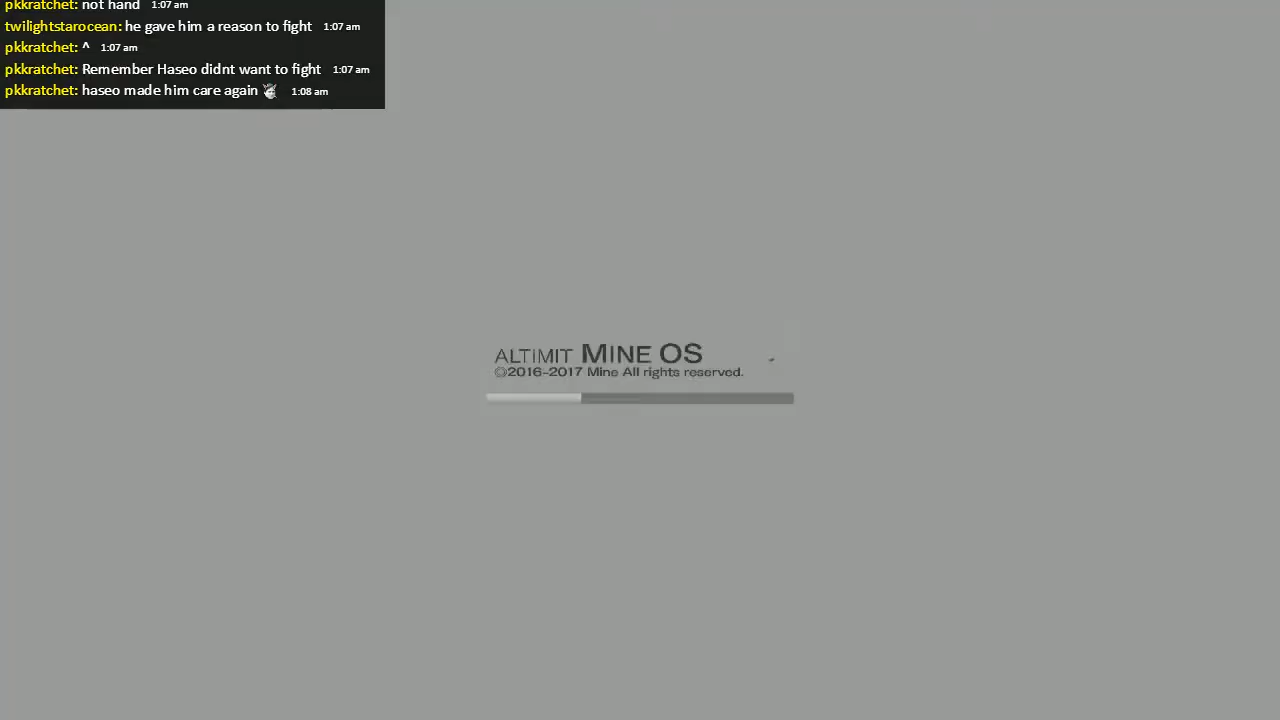 pkkratchet: not hand 1:07 am
twilightstarocean: he gave him a reason to fight 1:07 am
pkkratchet: ^ 1:07 am
pkkratchet: Remember Haseo didnt want to fight 1:07 am
pkkratchet: haseo made him care again 1:08 am
ALTIMIT MINE OS
©2016-2017 Mine All rights reserved.